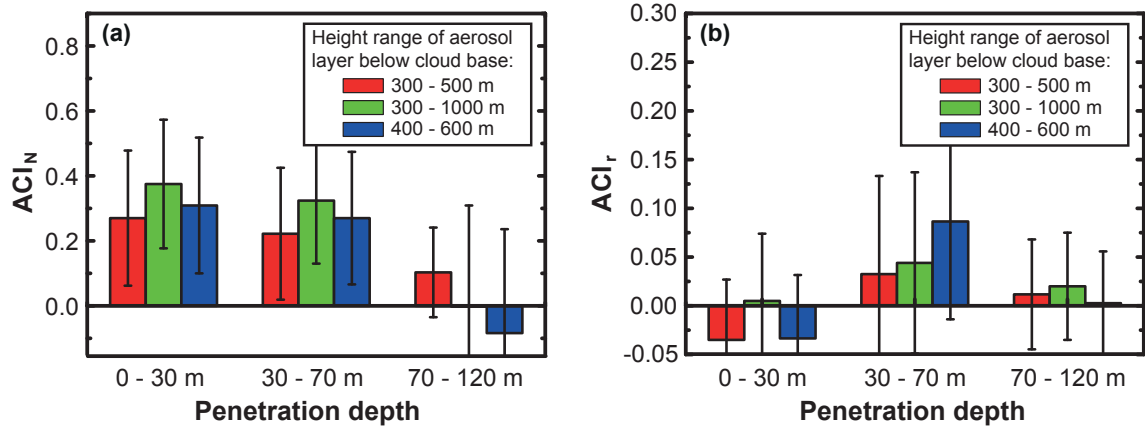 (a)
Height range of aerosol
layer below cloud base:
300 - 500 m
300 - 1000 m
400 - 600 m
0.8
0.6
0.4
0.2
0.0
ACI_N
0 - 30 m 30 - 70 m 70 - 120 m
Penetration depth
(b)
Height range of aerosol
layer below cloud base:
300 - 500 m
300 - 1000 m
400 - 600 m
0.30
0.25
0.20
0.15
0.10
0.05
0.00
-0.05
ACI_r
0 - 30 m 30 - 70 m 70 - 120 m
Penetration depth